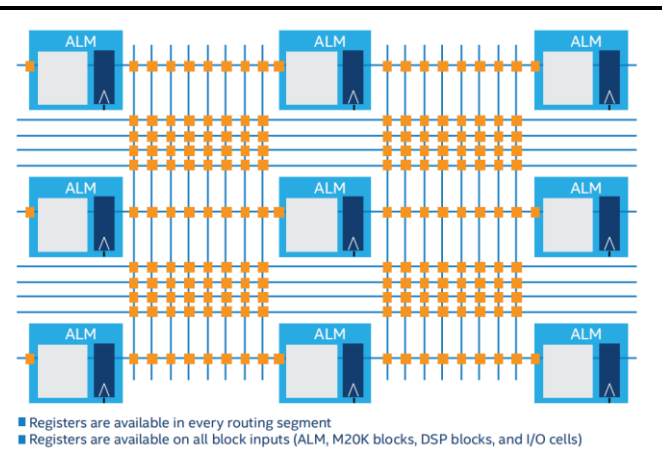 ALM ALM ALM
ALM ALM ALM
ALM ALM ALM
Registers are available in every routing segment
Registers are available on all block inputs (ALM, M20K blocks, DSP blocks, and I/O cells)